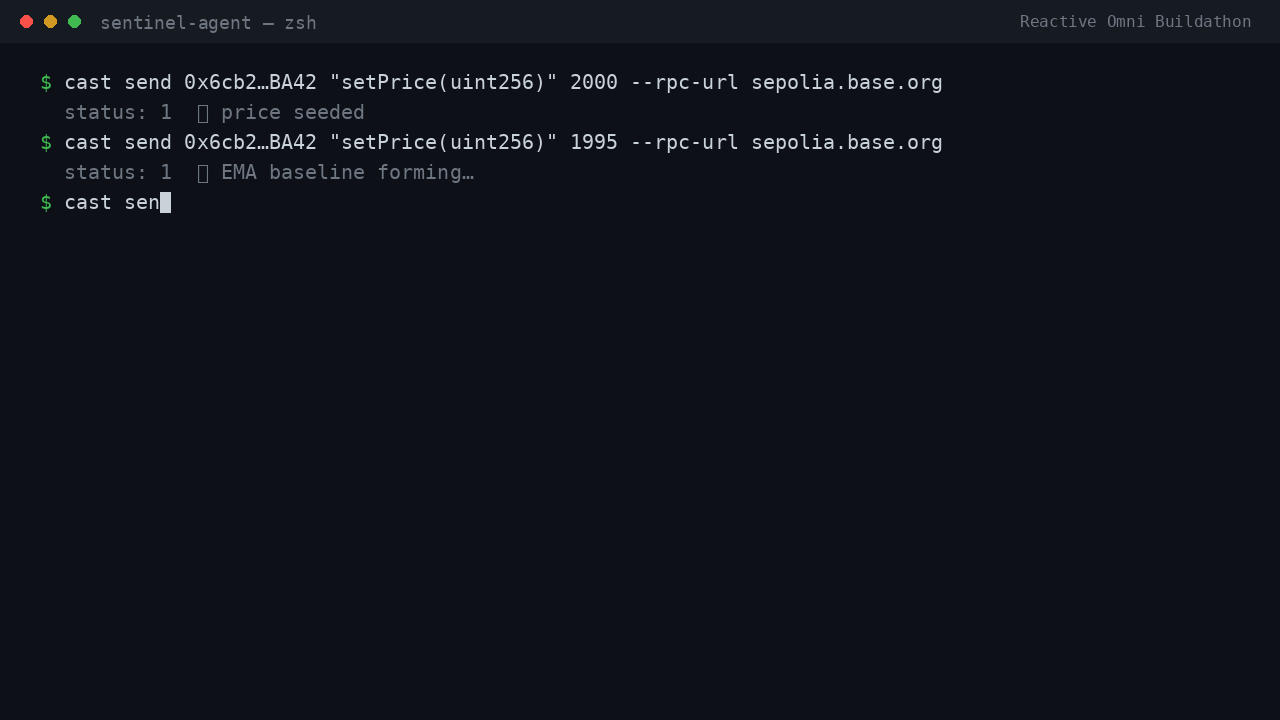 sentinel-agent — zsh
Reactive Omni Buildathon
$ cast send 0x6cb2…BA42 "setPrice(uint256)" 2000 --rpc-url sepolia.base.org
status: 1 ▯ price seeded
$ cast send 0x6cb2…BA42 "setPrice(uint256)" 1995 --rpc-url sepolia.base.org
status: 1 ▯ EMA baseline forming…
$ cast sen